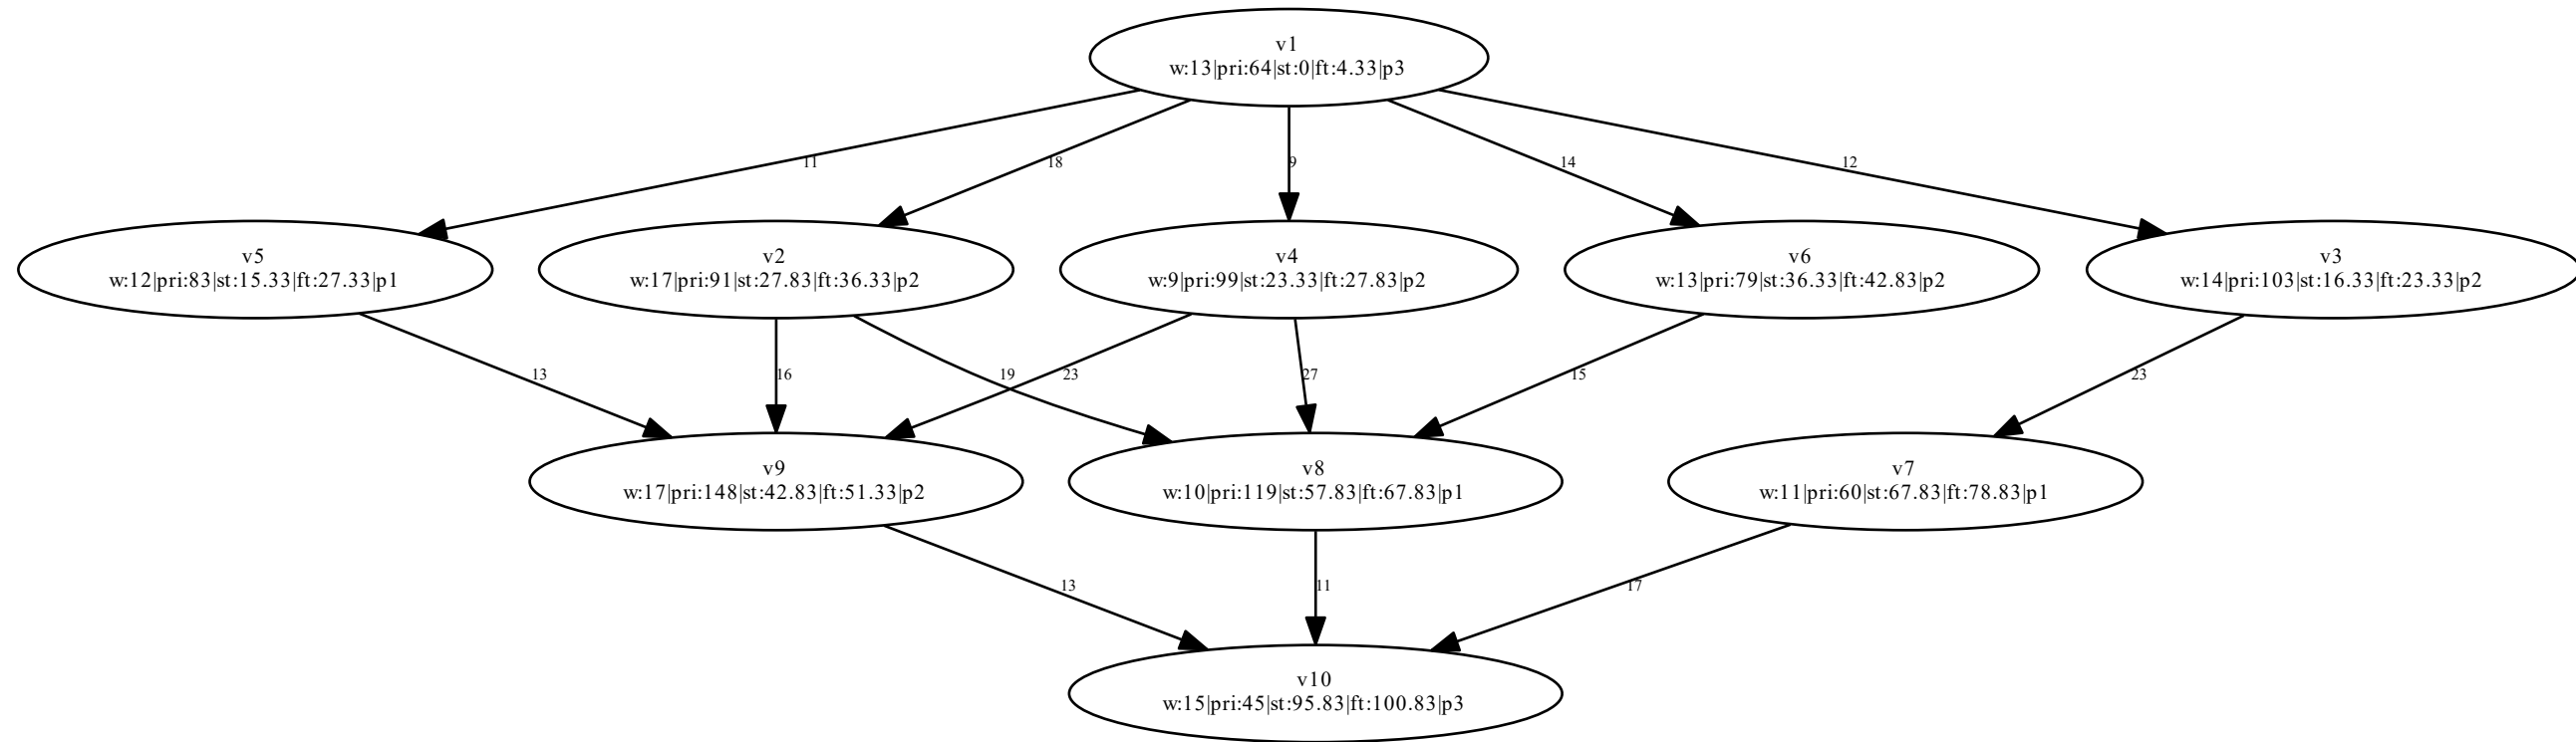 v1
w:13|pri:64|st:0|ft:4.33|p3
11
18
9
14
12
v5
w:12|pri:83|st:15.33|ft:27.33|p1
v2
w:17|pri:91|st:27.83|ft:36.33|p2
v4
w:9|pri:99|st:23.33|ft:27.83|p2
v6
w:13|pri:79|st:36.33|ft:42.83|p2
v3
w:14|pri:103|st:16.33|ft:23.33|p2
13
16
19
23
27
15
23
v9
w:17|pri:148|st:42.83|ft:51.33|p2
v8
w:10|pri:119|st:57.83|ft:67.83|p1
v7
w:11|pri:60|st:67.83|ft:78.83|p1
13
11
17
v10
w:15|pri:45|st:95.83|ft:100.83|p3